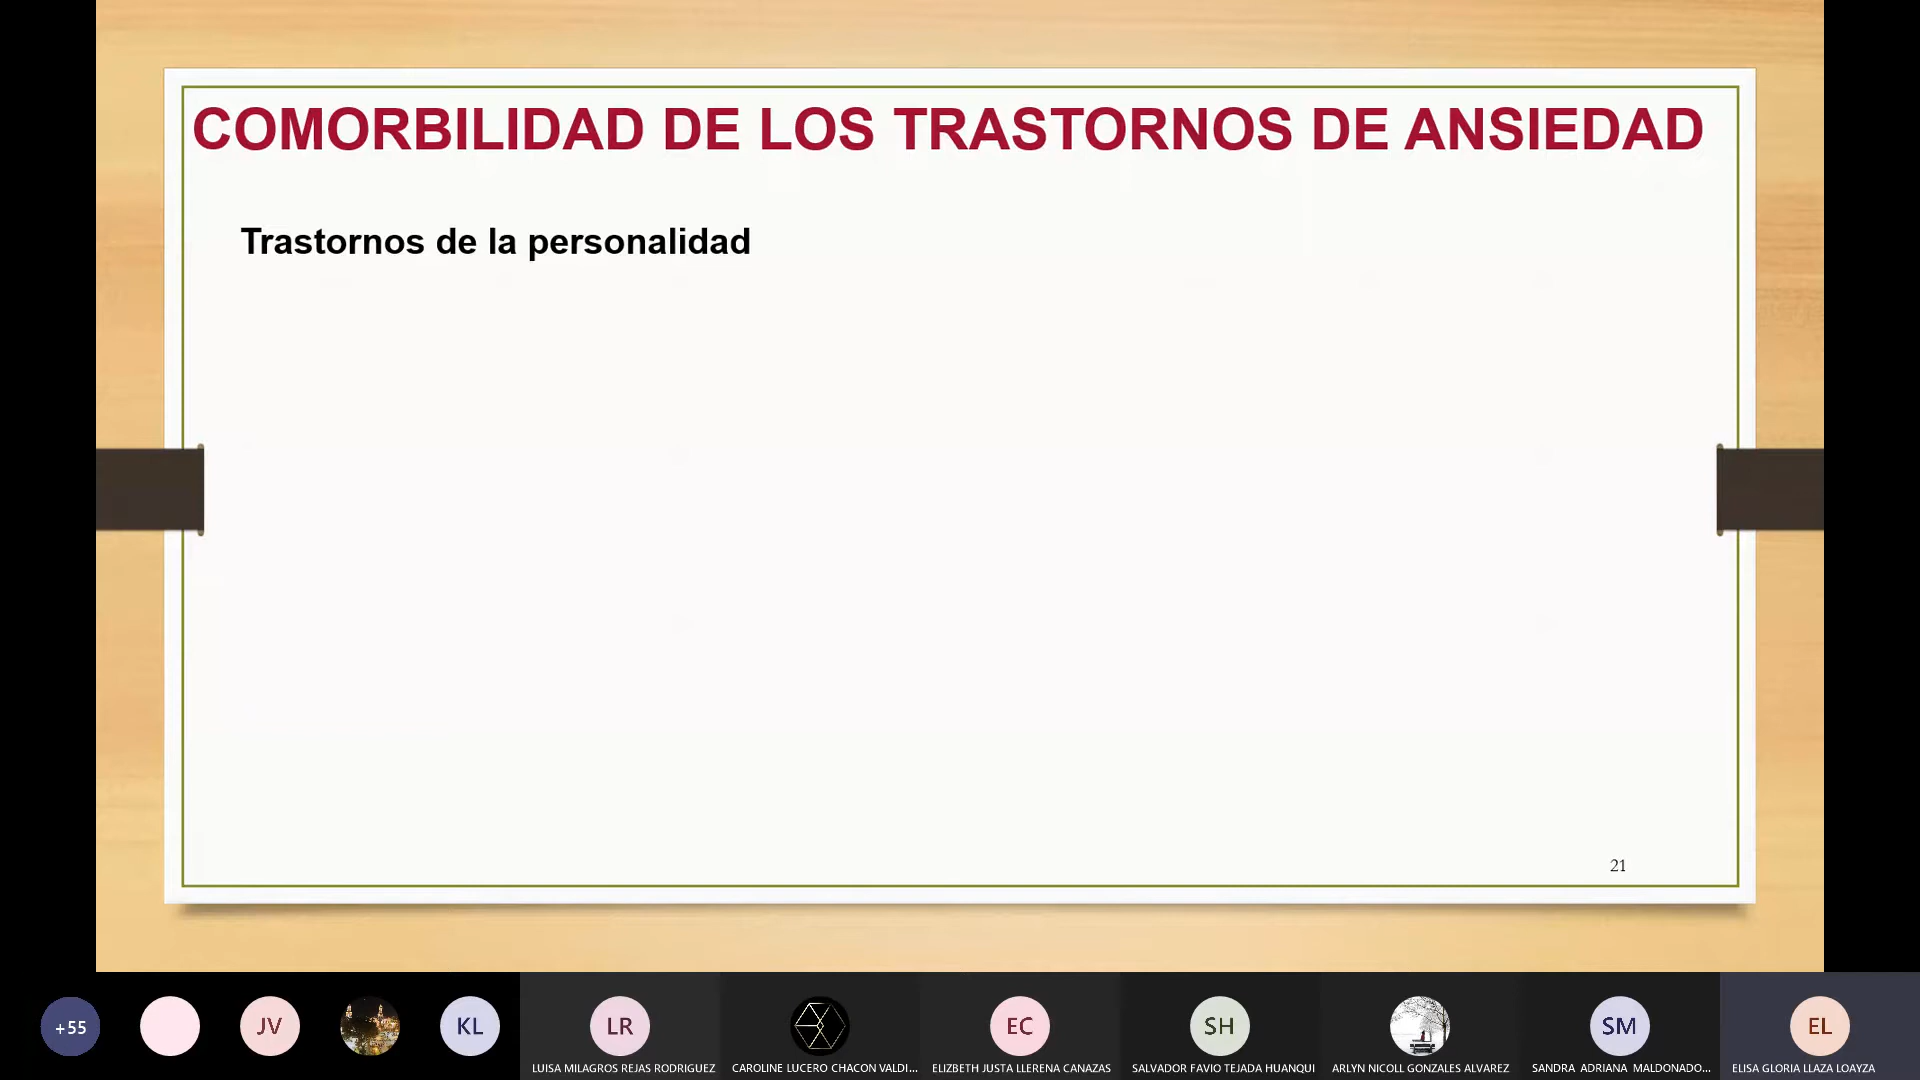 COMORBILIDAD DE LOS TRASTORNOS DE ANSIEDAD
Trastornos de la personalidad
21
+55
JV
KL
LR
EC
SH
SM
EL
LUISA MILAGROS REJAS RODRIGUEZ
CAROLINE LUCERO CHACON VALDI...
ELIZBETH JUSTA LLERENA CANAZAS
SALVADOR FAVIO TEJADA HUANQUI
ARLYN NICOLL GONZALES ALVAREZ
SANDRA ADRIANA MALDONADO...
ELISA GLORIA LLAZA LOAYZA